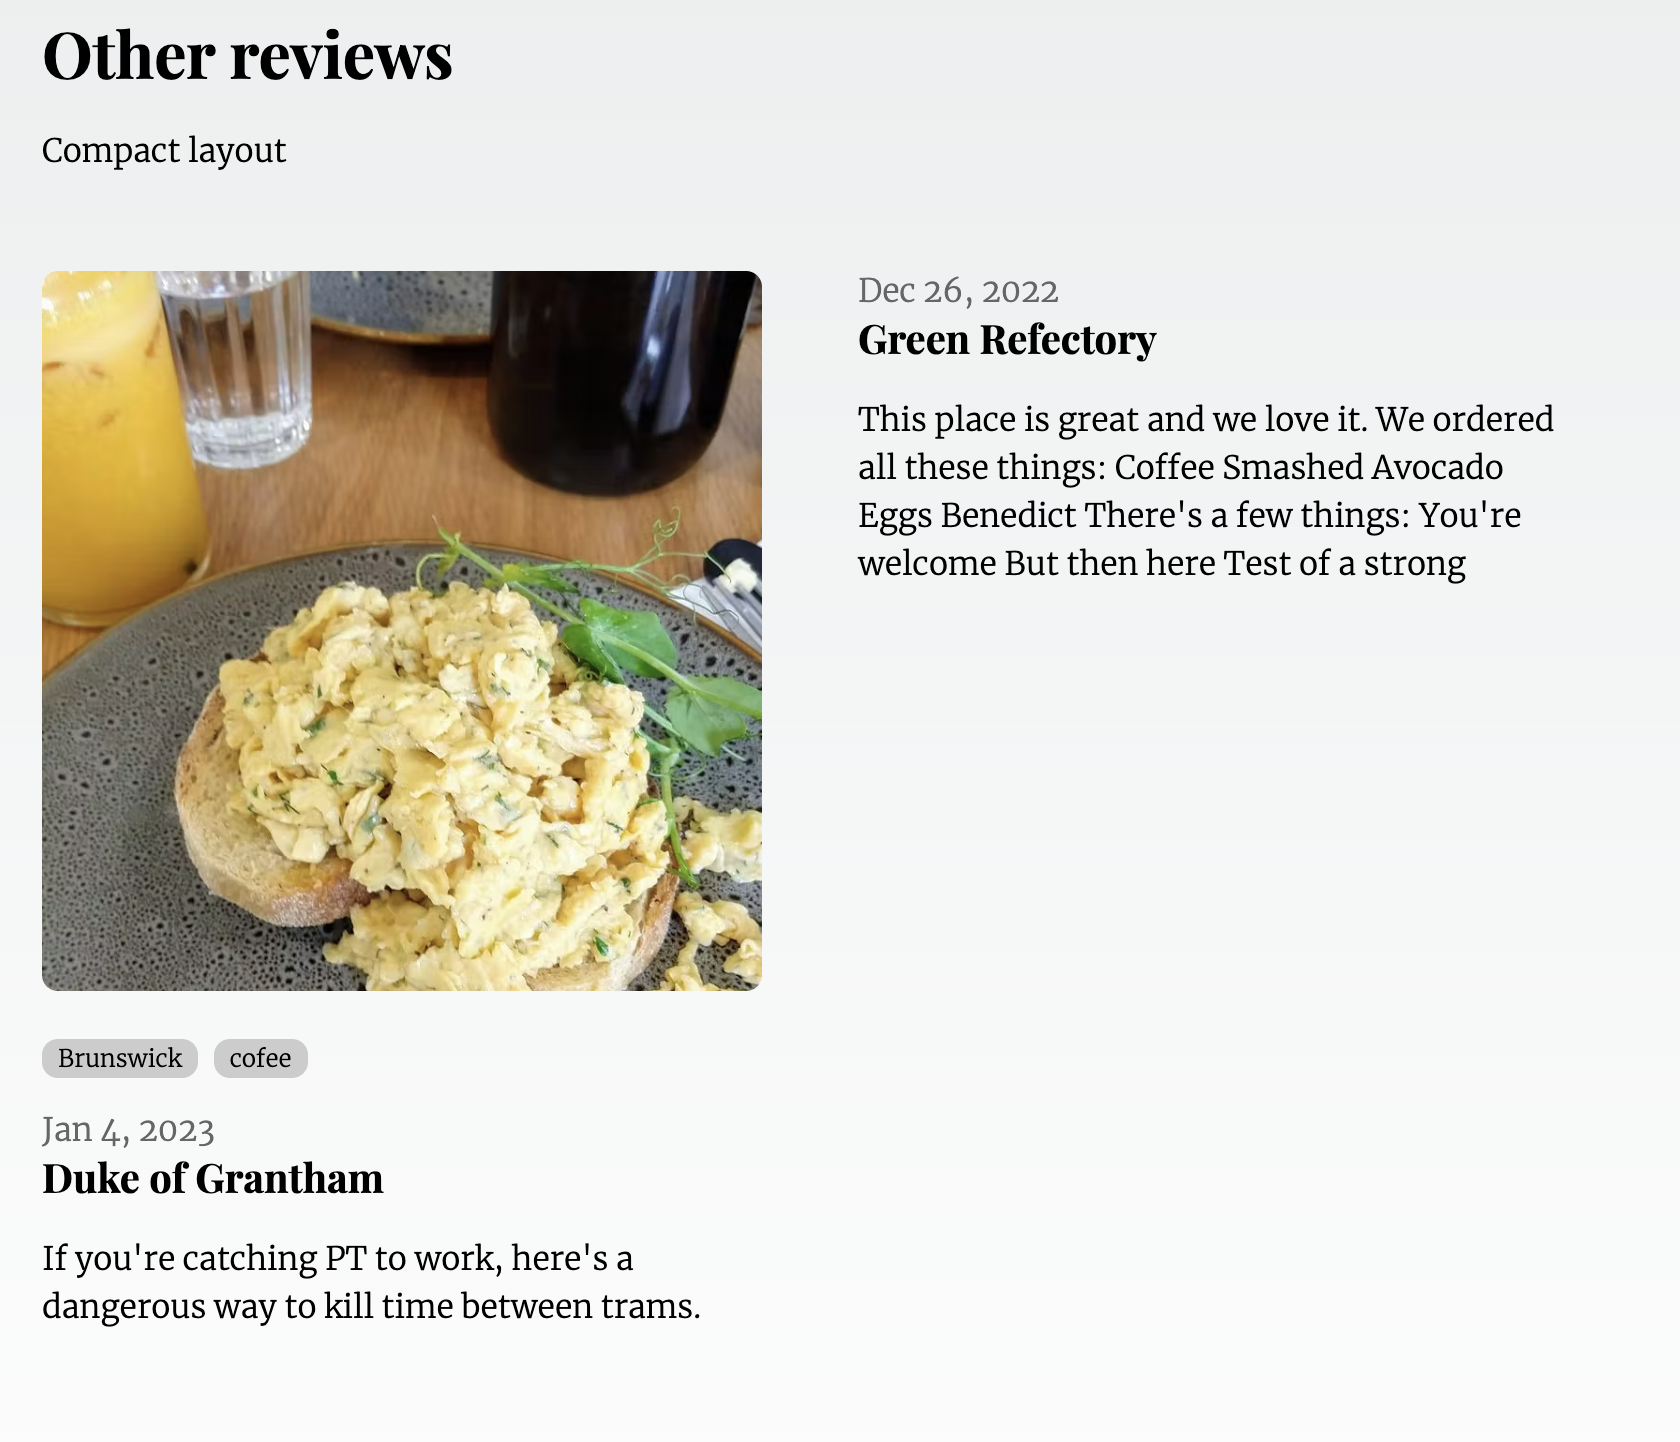 Other reviews
Compact layout
Brunswick
cofee
Jan 4, 2023
Duke of Grantham
If you're catching PT to work, here's a
dangerous way to kill time between trams.
Dec 26, 2022
Green Refectory
This place is great and we love it. We ordered
all these things: Coffee Smashed Avocado
Eggs Benedict There's a few things: You're
welcome But then here Test of a strong